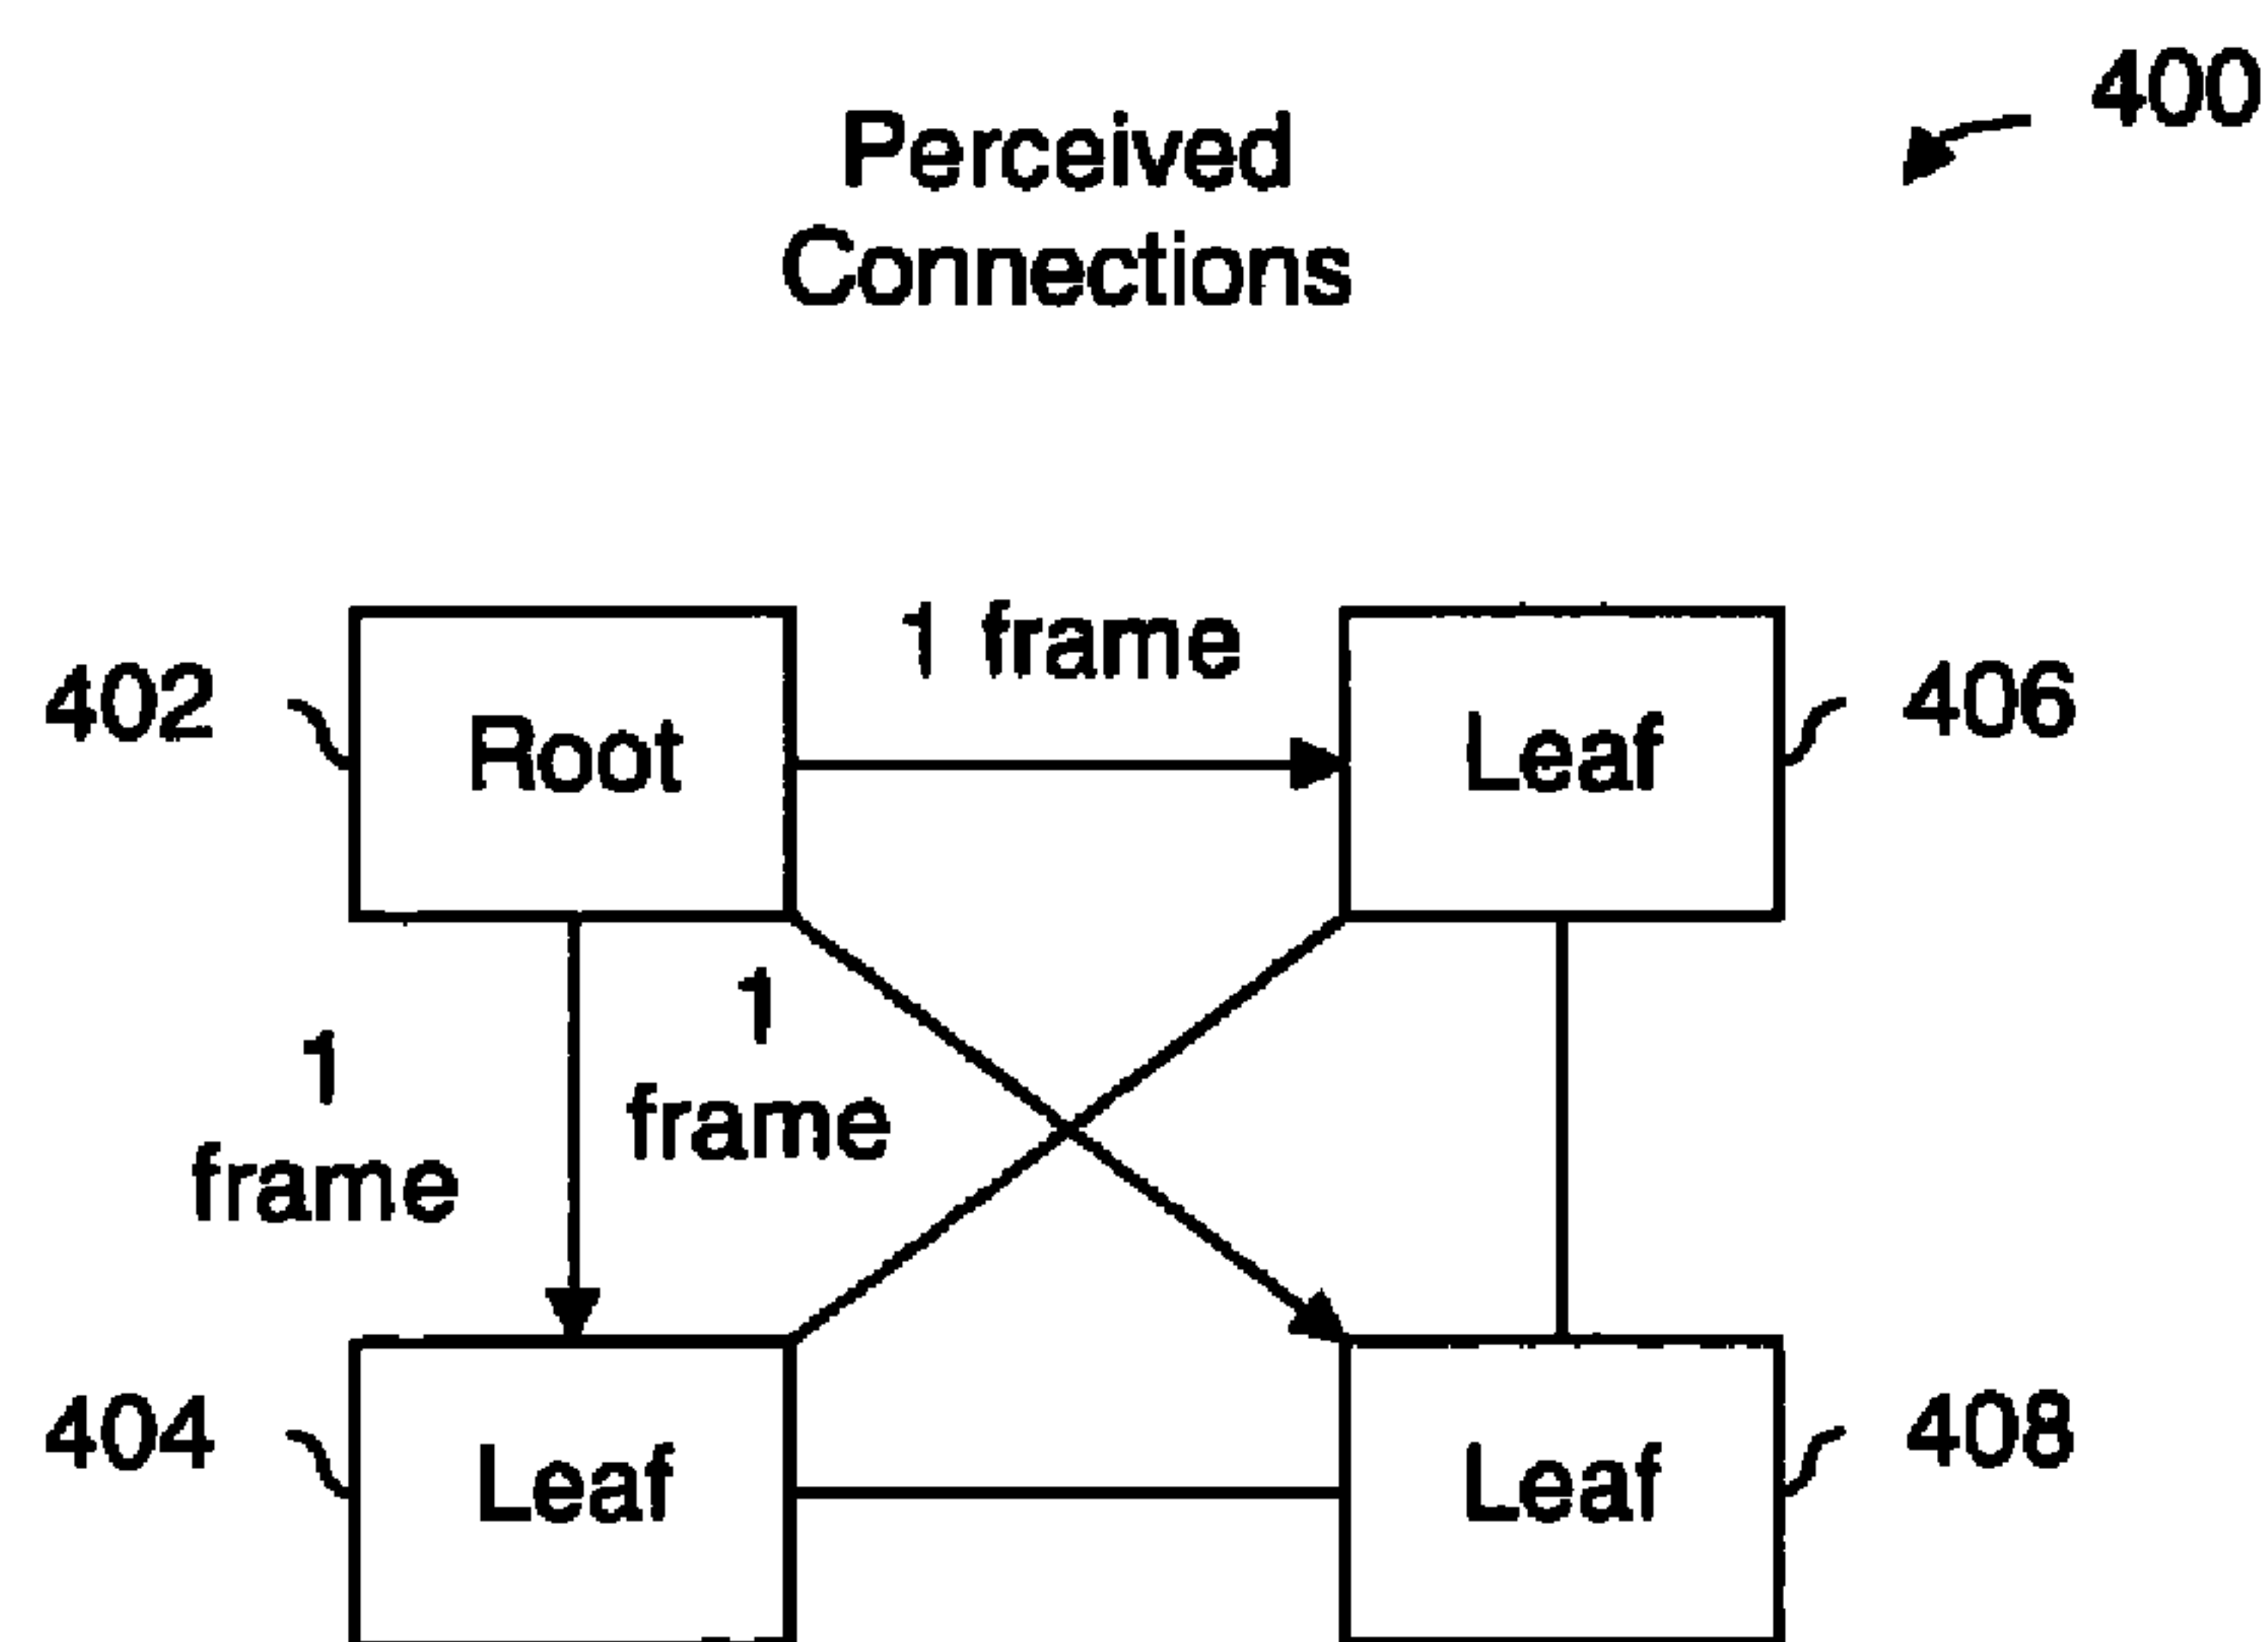 400
Perceived
Connections
1 frame
402
Root
Leaf
406
1
frame
1
frame
404
Leaf
Leaf
408